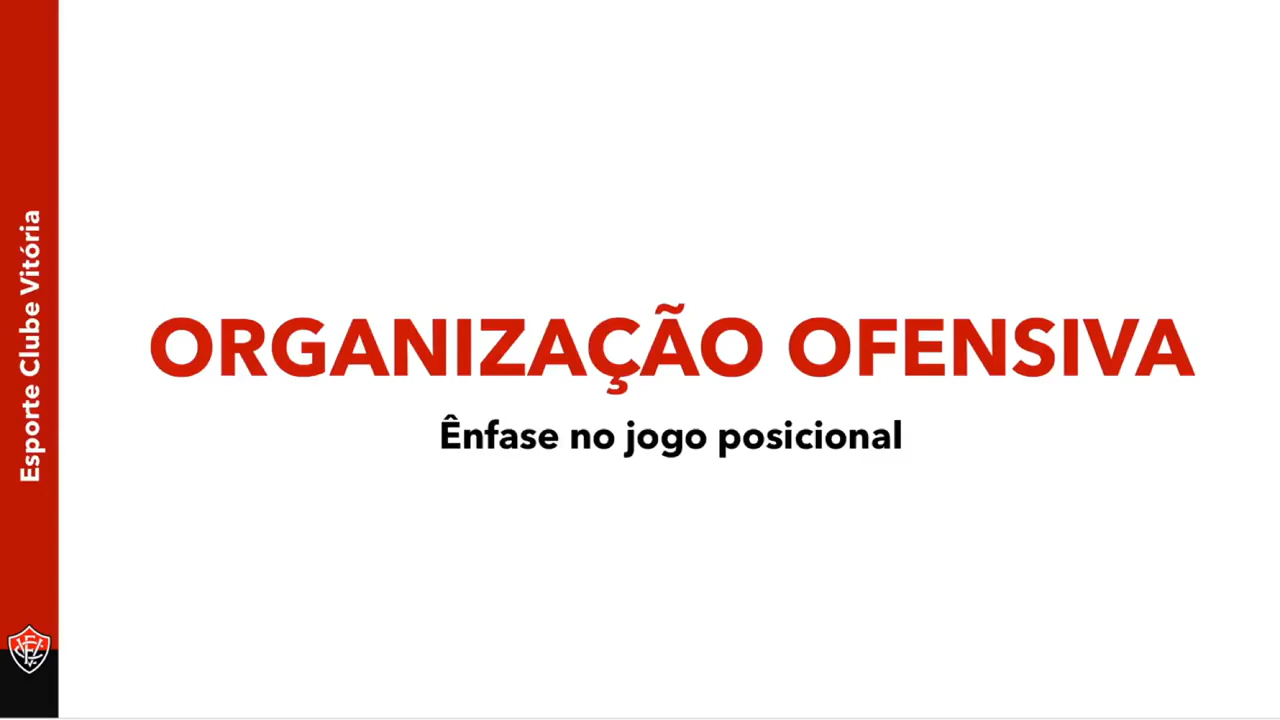 Esporte Clube Vitória
ORGANIZAÇÃO OFENSIVA
Ênfase no jogo posicional